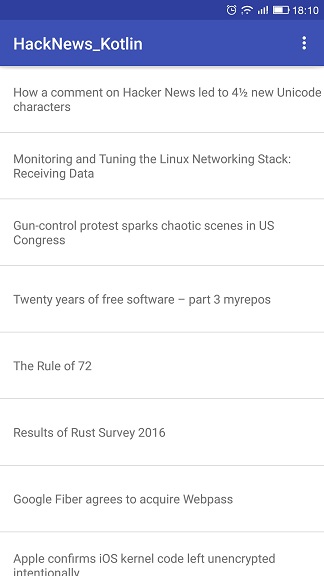 18:10
HackNews_Kotlin
How a comment on Hacker News led to 4½ new Unicode
characters
Monitoring and Tuning the Linux Networking Stack:
Receiving Data
Gun-control protest sparks chaotic scenes in US
Congress
Twenty years of free software – part 3 myrepos
The Rule of 72
Results of Rust Survey 2016
Google Fiber agrees to acquire Webpass
Apple confirms iOS kernel code left unencrypted
intentionally